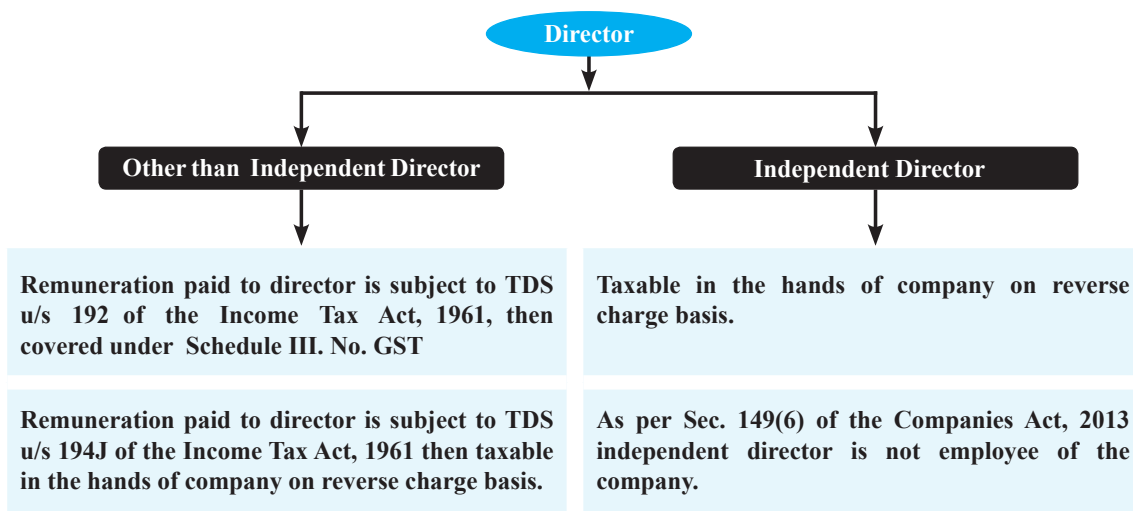 Director
Other than Independent Director
Independent Director
Remuneration paid to director is subject to TDS
u/s 192 of the Income Tax Act, 1961, then
covered under Schedule III. No. GST
Taxable in the hands of company on reverse
charge basis.
Remuneration paid to director is subject to TDS
u/s 194J of the Income Tax Act, 1961 then taxable
in the hands of company on reverse charge basis.
As per Sec. 149(6) of the Companies Act, 2013
independent director is not employee of the
company.